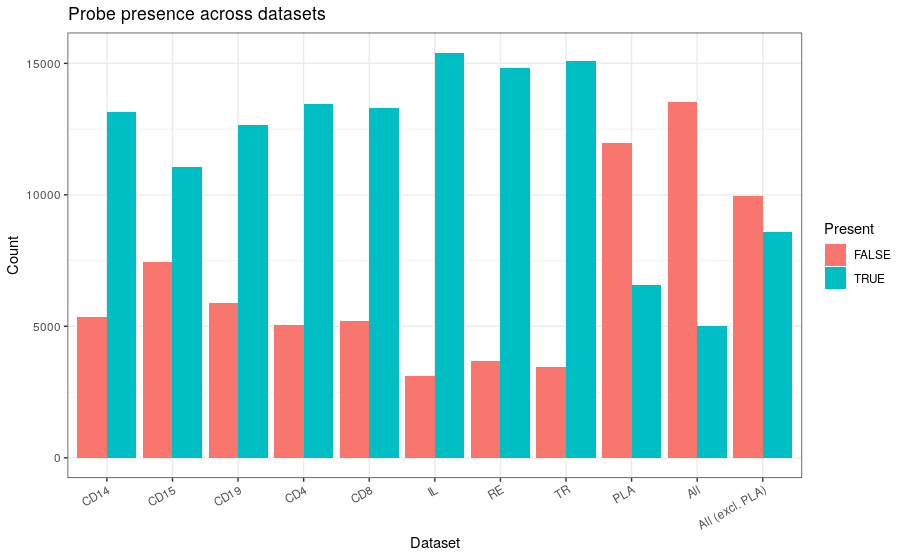 Probe presence across datasets
Count
15000
10000
5000
0
CD14
CD15
CD19
CD4
CD8
IL
RE
TR
PLA
All
All (excl. PLA)
Dataset
Present
FALSE
TRUE